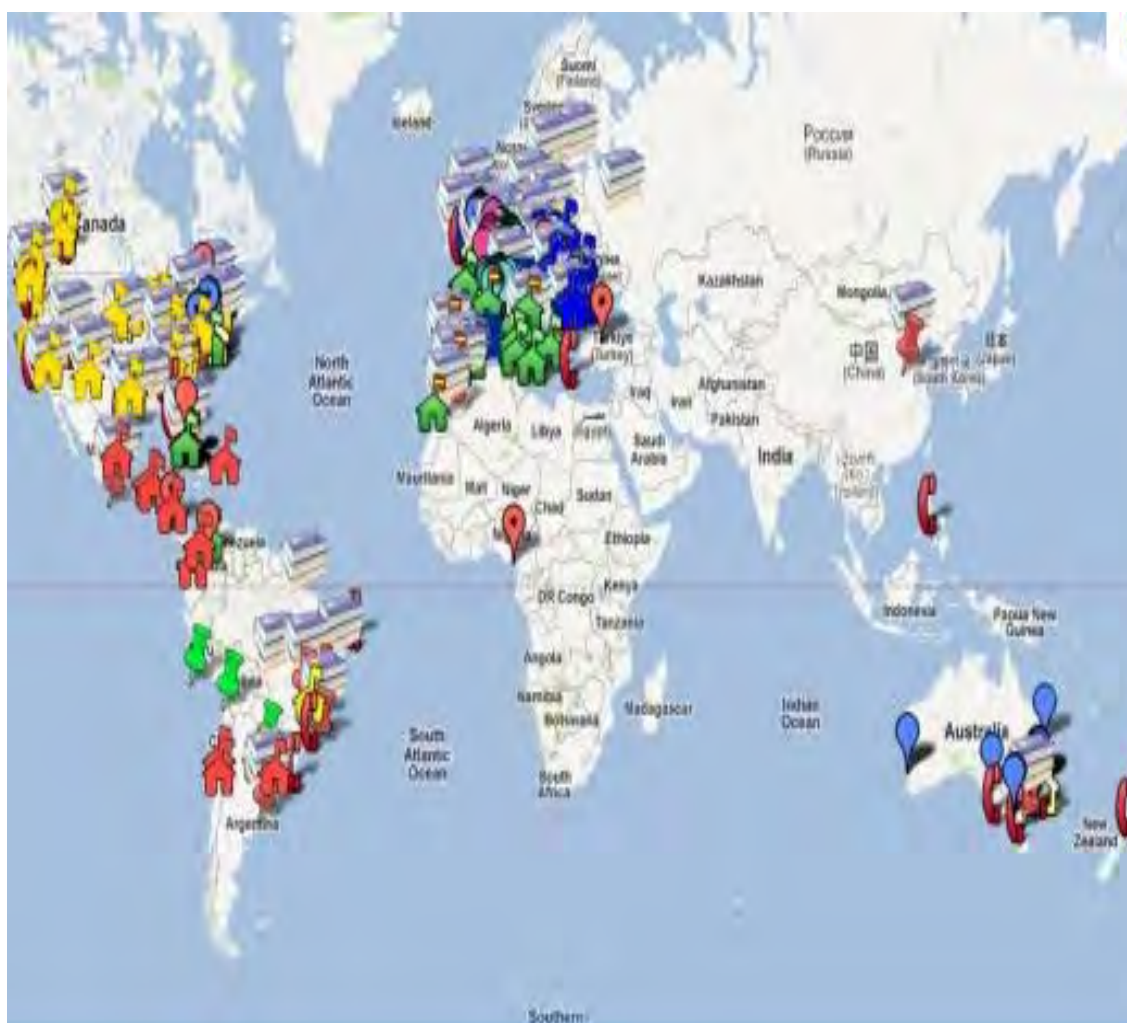 Suomi
(Finland)
Iceland
Россия
(Russia)
Canada
Kazakhstan
Mongolia
North
Atlantic
Ocean
(Turkey)
中国
(China)
日本
(Japan)
(South Korea)
Iraq
Iran
Afghanistan
Pakistan
Algeria
Libya
Egypt
Saudi
Arabia
India
Mauritania
Mali
Niger
Chad
Sudan
Ethiopia
DR Congo
Kenya
Tanzania
Indonesia
Papua New
Guinea
Angola
Namibia
Botswana
Madagascar
Indian
Ocean
Australia
South
Atlantic
Ocean
South
Africa
Argentina
New
Zealand
Southern